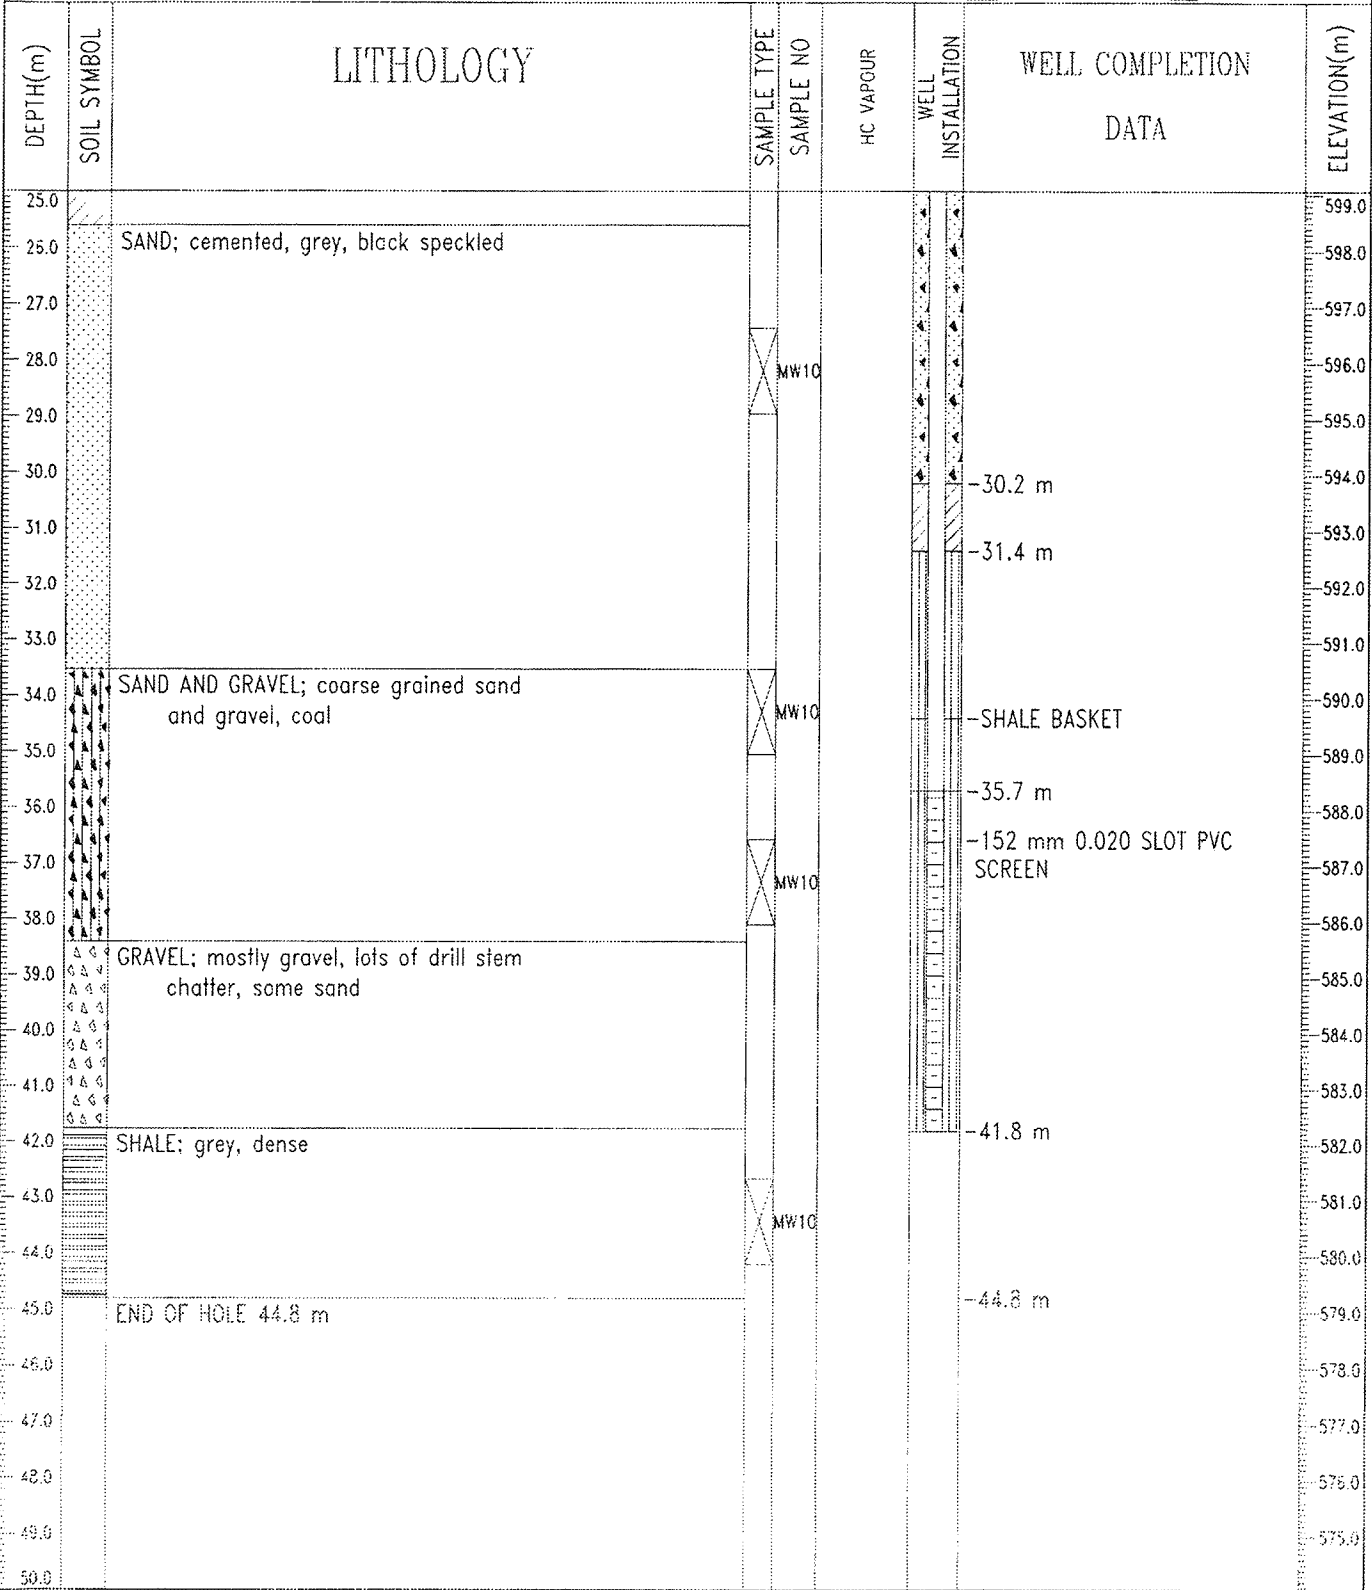 DEPTH(m)
SOIL SYMBOL
LITHOLOGY
SAMPLE TYPE
SAMPLE NO
HC VAPOUR
WELL
INSTALLATION
WELL COMPLETION
DATA
ELEVATION(m)
25.0
26.0
27.0
28.0
29.0
30.0
31.0
32.0
33.0
34.0
35.0
36.0
37.0
38.0
39.0
40.0
41.0
42.0
43.0
44.0
45.0
46.0
47.0
48.0
49.0
50.0
SAND; cemented, grey, black speckled
SAND AND GRAVEL; coarse grained sand
and gravel, coal
GRAVEL; mostly gravel, lots of drill stem
chatter, some sand
SHALE; grey, dense
END OF HOLE 44.8 m
MW10
MW10
MW10
MW10
-30.2 m
-31.4 m
-SHALE BASKET
-35.7 m
-152 mm 0.020 SLOT PVC
SCREEN
-41.8 m
-44.8 m
599.0
598.0
597.0
596.0
595.0
594.0
593.0
592.0
591.0
590.0
589.0
588.0
587.0
586.0
585.0
584.0
583.0
582.0
581.0
580.0
579.0
578.0
577.0
576.0
575.0